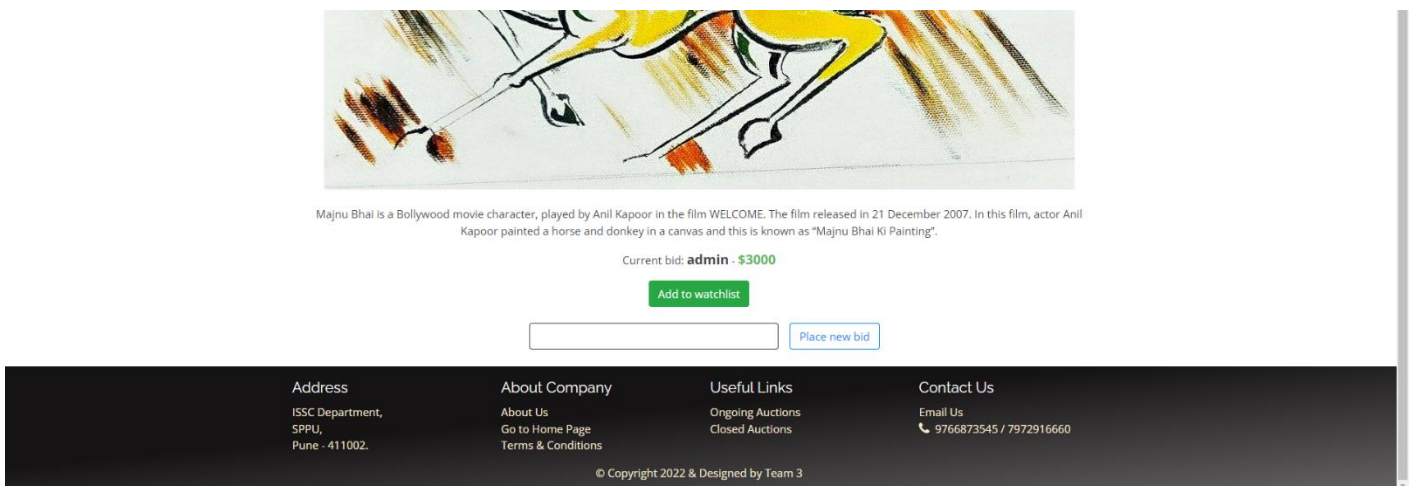 Majnu Bhai is a Bollywood movie character, played by Anil Kapoor in the film WELCOME. The film released in 21 December 2007. In this film, actor Anil
Kapoor painted a horse and donkey in a canvas and this is known as “Majnu Bhai Ki Painting”.
Current bid: admin - $3000
Add to watchlist
Place new bid
Address
ISSC Department,
SPPU,
Pune - 411002.
About Company
About Us
Go to Home Page
Terms & Conditions
Useful Links
Ongoing Auctions
Closed Auctions
Contact Us
Email Us
9766873545 / 7972916660
© Copyright 2022 & Designed by Team 3